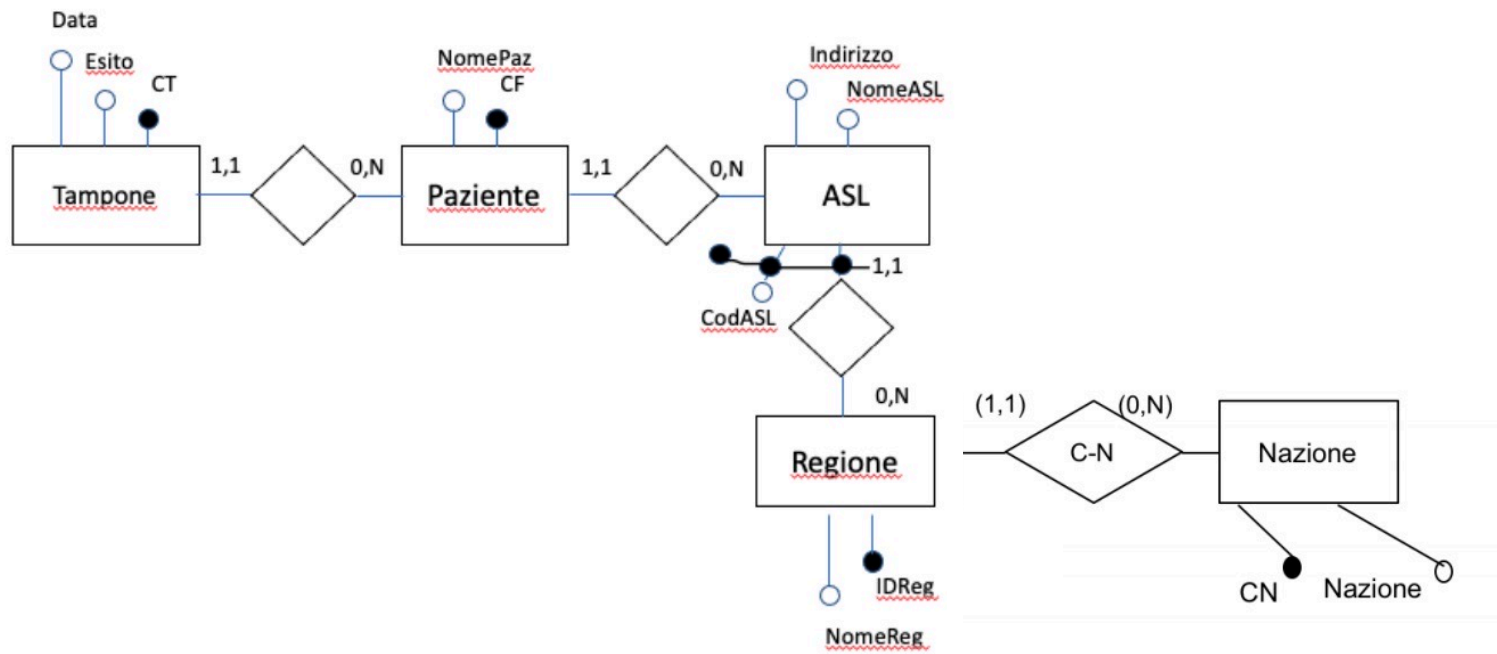 Data
Esito
CT
NomePaz
CF
Indirizzo
NomeASL
Tampone
1,1
0,N
Paziente
1,1
0,N
ASL
1,1
CodASL
0,N
Regione
(1,1)
C-N
(0,N)
Nazione
IDReg
NomeReg
CN
Nazione